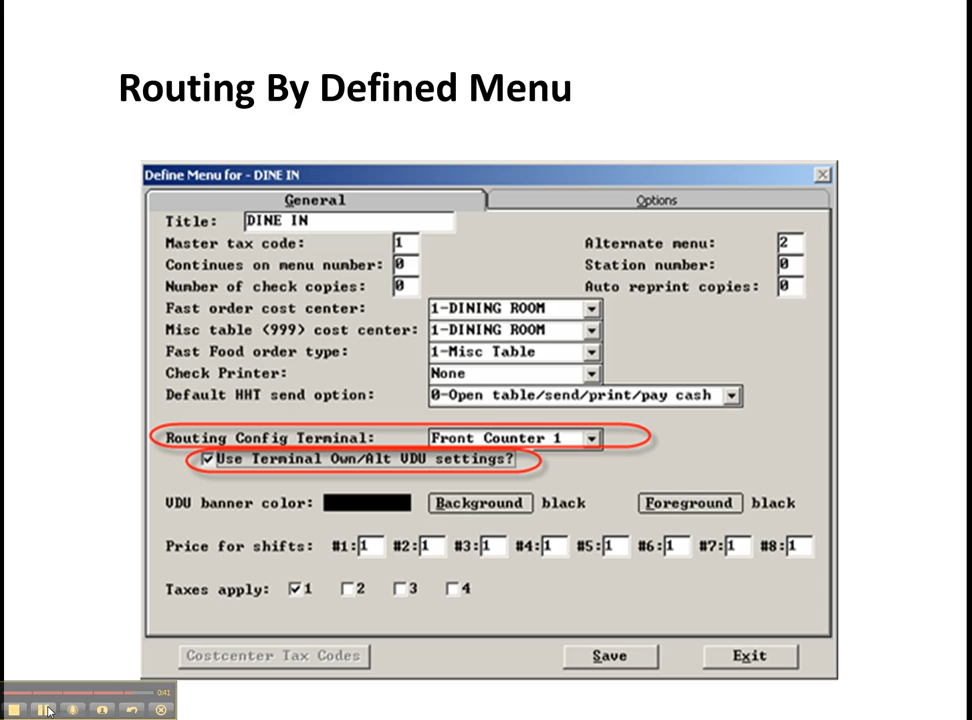 Routing By Defined Menu
Define Menu for - DINE IN
General Options
Title: DINE IN
Master tax code: 1 Alternate menu: 2
Continues on menu number: 0 Station number: 0
Number of check copies: 0 Auto reprint copies: 0
Fast order cost center: 1-DINING ROOM
Misc table (999) cost center: 1-DINING ROOM
Fast Food order type: 1-Misc Table
Check Printer: None
Default HHT send option: 0-Open table/send/print/pay cash
Routing Config Terminal: Front Counter 1
Use Terminal Own/Alt VDU settings?
VDU banner color: Background black Foreground black
Price for shifts: #1: 1 #2: 1 #3: 1 #4: 1 #5: 1 #6: 1 #7: 1 #8: 1
Taxes apply: 1 2 3 4
Costcenter Tax Codes Save Exit
0:41